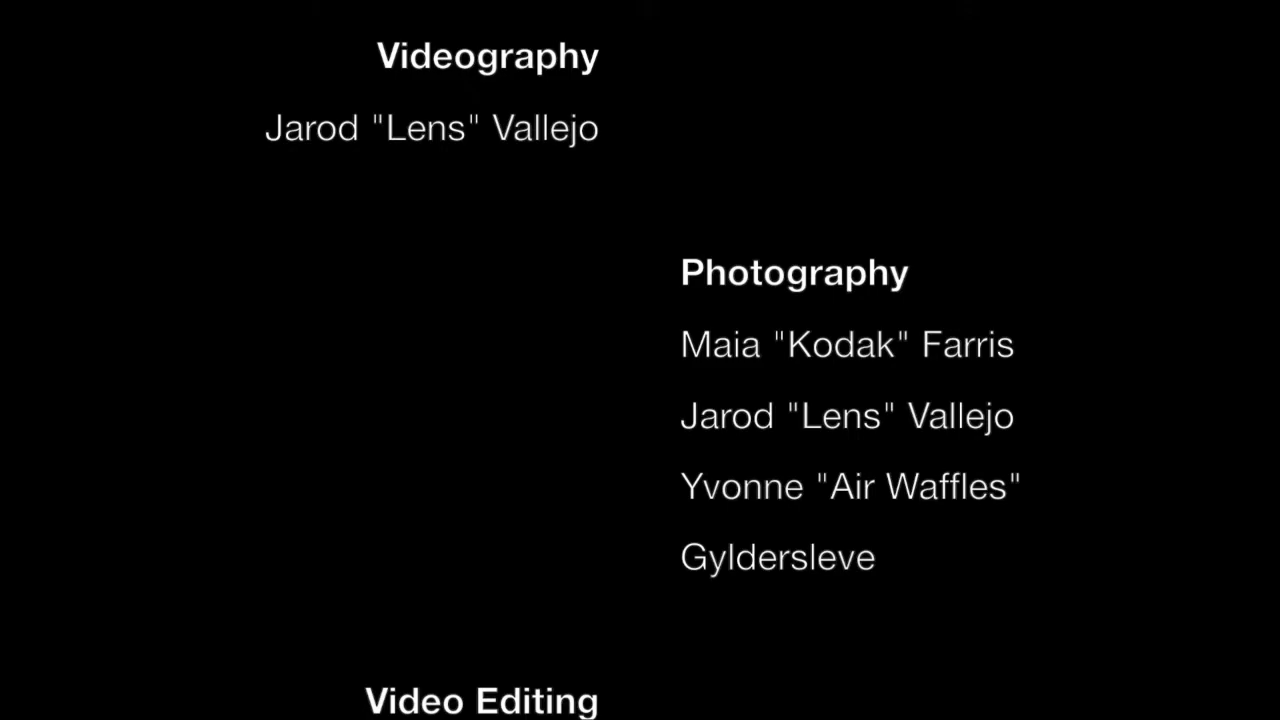 Videography
Jarod "Lens" Vallejo
Photography
Maia "Kodak" Farris
Jarod "Lens" Vallejo
Yvonne "Air Waffles"
Gyldersleve
Video Editing